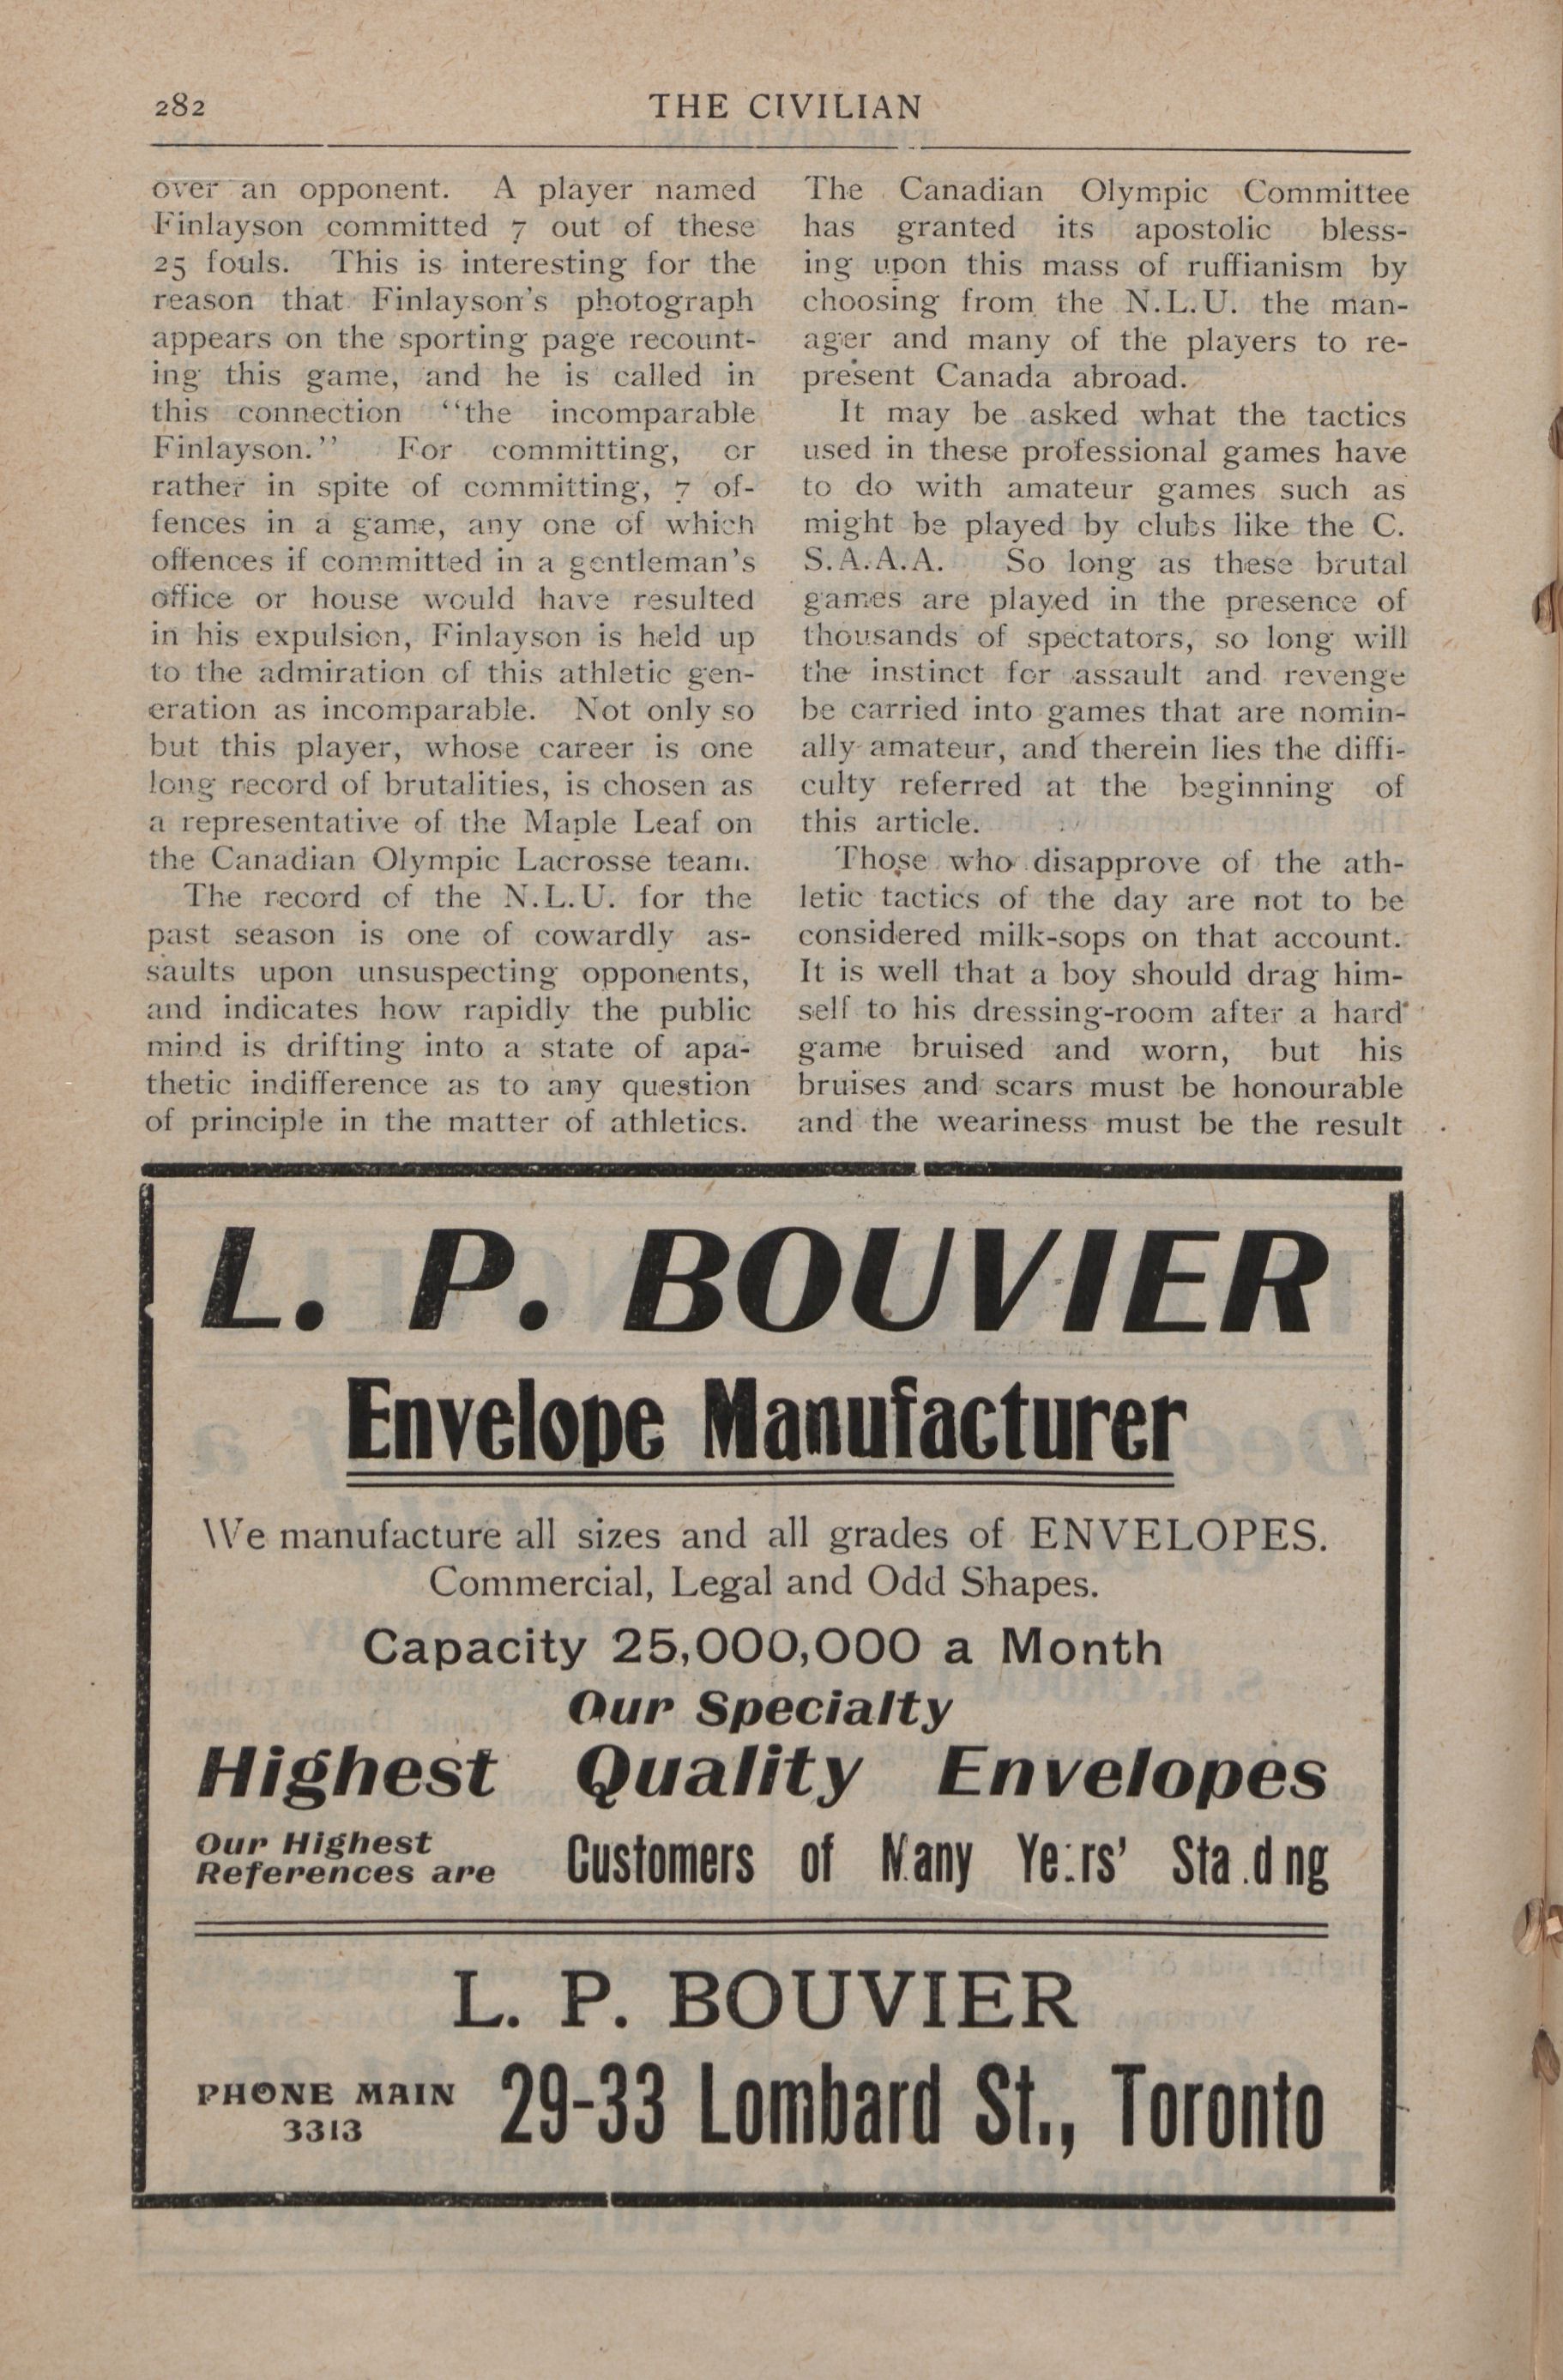 282
THE CIVILIAN
over an opponent. A player named
Finlayson committed 7 out of these
25 fouls. This is interesting for the
reason that Finlayson's photograph
appears on the sporting page recount-
ing this game, and he is called in
this connection "the incomparable
Finlayson." For committing, or
rather in spite of committing, 7 of-
fences in a game, any one of which
offences if committed in a gentleman's
office or house would have resulted
in his expulsion, Finlayson is held up
to the admiration of this athletic gen-
eration as incomparable. Not only so
but this player, whose career is one
long record of brutalities, is chosen as
a representative of the Maple Leaf on
the Canadian Olympic Lacrosse team.
The record of the N.L.U. for the
past season is one of cowardly as-
saults upon unsuspecting opponents,
and indicates how rapidly the public
mind is drifting into a state of apa-
thetic indifference as to any question
of principle in the matter of athletics.
The Canadian Olympic Committee
has granted its apostolic bless-
ing upon this mass of ruffianism by
choosing from the N.L.U. the man-
ager and many of the players to re-
present Canada abroad.
It may be asked what the tactics
used in these professional games have
to do with amateur games such as
might be played by clubs like the C.
S.A.A.A. So long as these brutal
games are played in the presence of
thousands of spectators, so long will
the instinct for assault and revenge
be carried into games that are nomin-
ally amateur, and therein lies the diffi-
culty referred at the beginning of
this article.
Those who disapprove of the ath-
letic tactics of the day are not to be
considered milk-sops on that account.
It is well that a boy should drag him-
self to his dressing-room after a hard
game bruised and worn, but his
bruises and scars must be honourable
and the weariness must be the result
L. P. BOUVIER
Envelope Manufacturer
We manufacture all sizes and all grades of ENVELOPES.
Commercial, Legal and Odd Shapes.
Capacity 25,000,000 a Month
Our Specialty
Highest Quality Envelopes
Our Highest
References are
Customers of Many Years' Standing
L. P. BOUVIER
PHONE MAIN
3313
29-33 Lombard St., Toronto